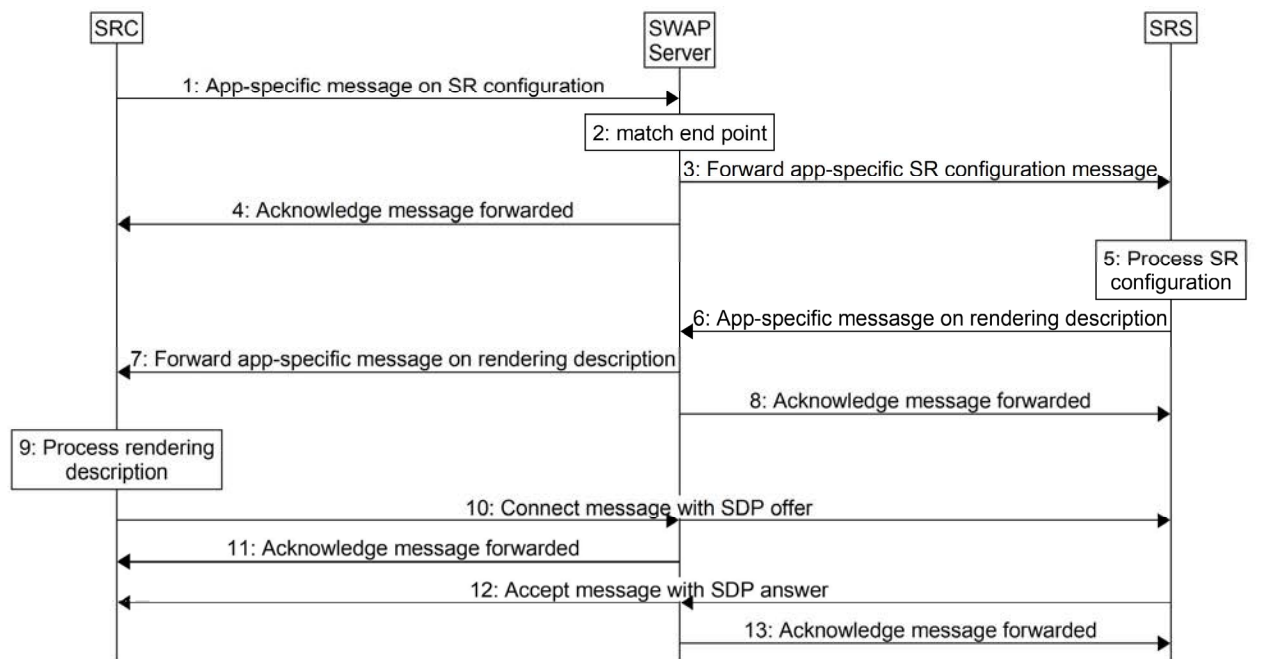 SRC
SWAP
Server
SRS
1: App-specific message on SR configuration
2: match end point
3: Forward app-specific SR configuration message
4: Acknowledge message forwarded
5: Process SR
configuration
6: App-specific messasge on rendering description
7: Forward app-specific message on rendering description
8: Acknowledge message forwarded
9: Process rendering
description
10: Connect message with SDP offer
11: Acknowledge message forwarded
12: Accept message with SDP answer
13: Acknowledge message forwarded